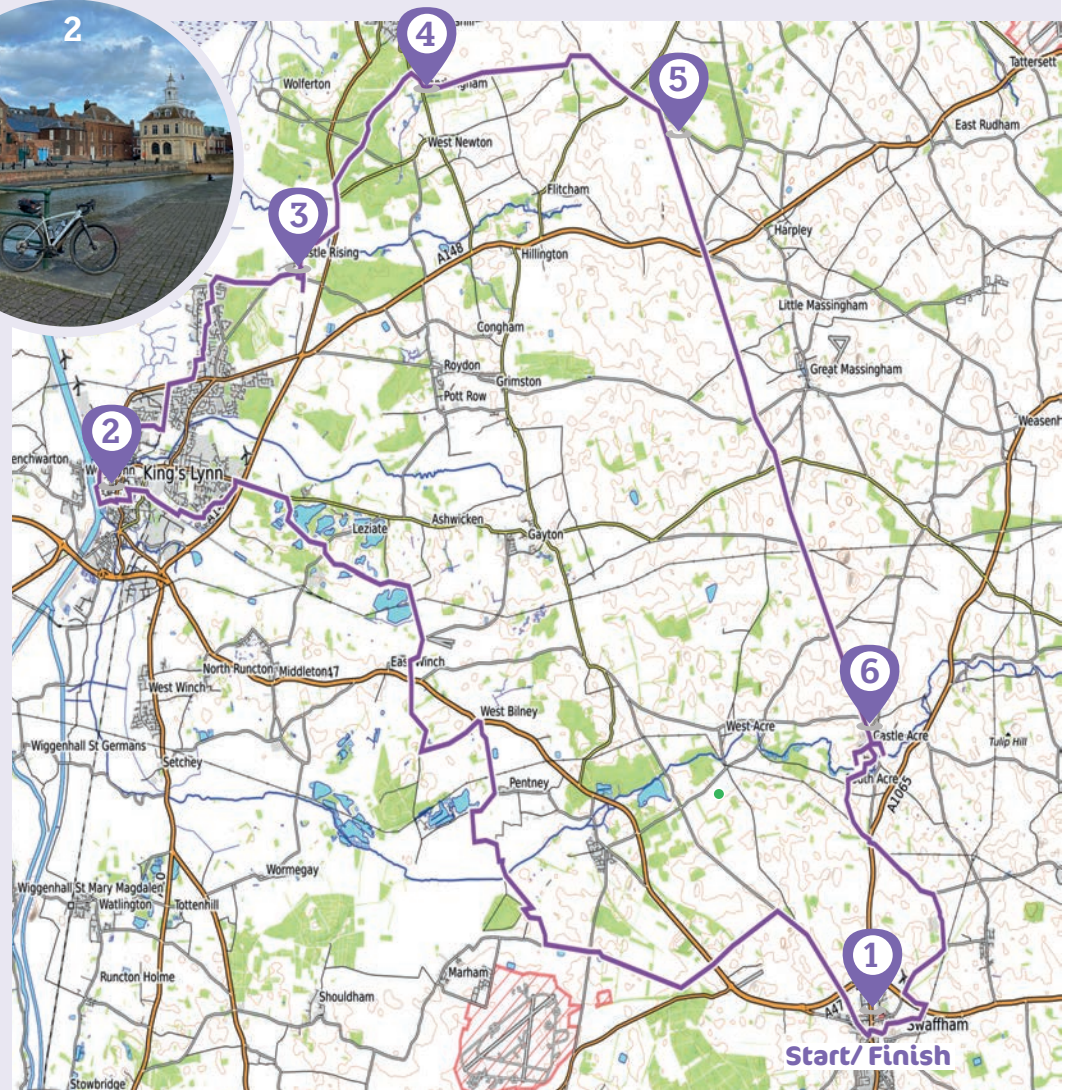 2
4
Wolferton
5
Tattersett
East Rudham
West Newton
Flitcham
3
Harpley
A148
Hillington
Little Massingham
Congham
Great Massingham
Roydon
Grimston
Pott Row
2
King's Lynn
Ashwicken
Leziate
Gayton
6
North Runcton
Middleton
West Winch
West Bilney
West Acre
Castle Acre
Tulip Hill
Wiggenhall St Germans
Setchey
Pentney
A1065
Wormegay
Wiggenhall St Mary Magdalen
Watlington
Tottenhill
1
Marham
Runcton Holme
Shouldham
A47
Swaffham
Start/ Finish
Stowbridge